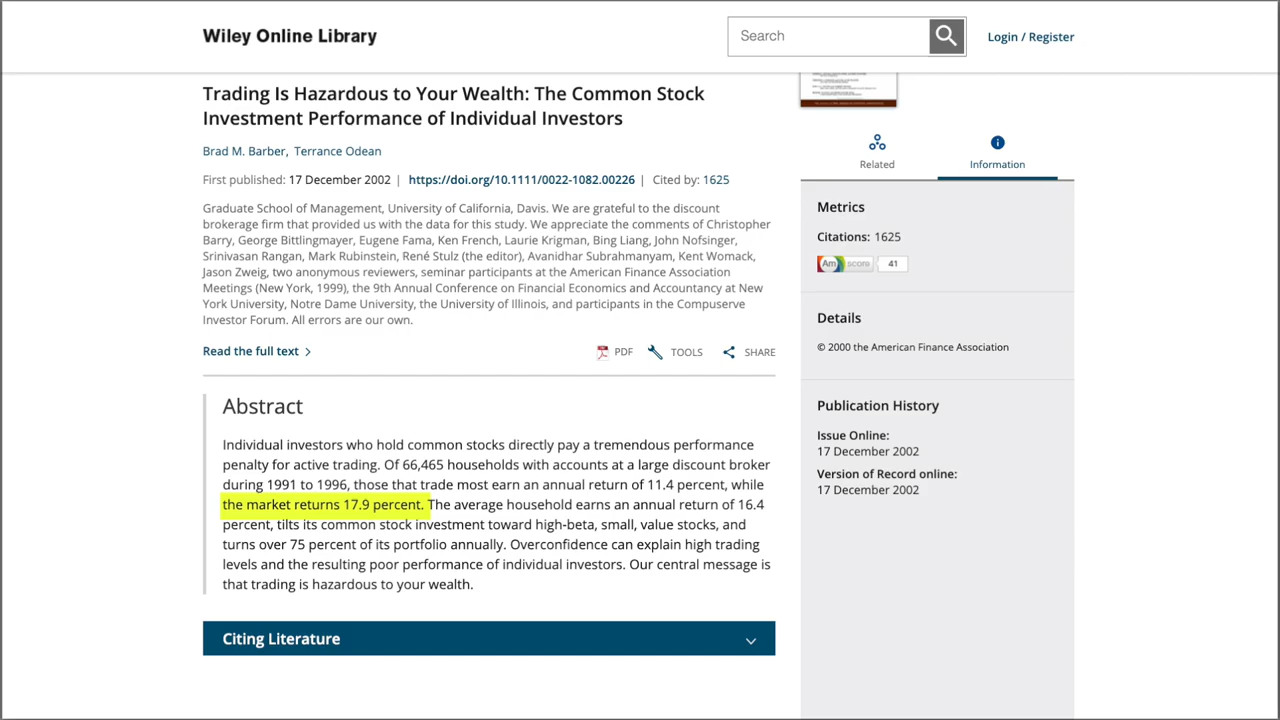 Wiley Online Library
Search
Login / Register
Trading Is Hazardous to Your Wealth: The Common Stock
Investment Performance of Individual Investors
Brad M. Barber, Terrance Odean
First published: 17 December 2002 | https://doi.org/10.1111/0022-1082.00226 | Cited by: 1625
Graduate School of Management, University of California, Davis. We are grateful to the discount
brokerage firm that provided us with the data for this study. We appreciate the comments of Christopher
Barry, George Bittlingmayer, Eugene Fama, Ken French, Laurie Krigman, Bing Liang, John Nofsinger,
Srinivasan Rangan, Mark Rubinstein, René Stulz (the editor), Avanidhar Subrahmanyam, Kent Womack,
Jason Zweig, two anonymous reviewers, seminar participants at the American Finance Association
Meetings (New York, 1999), the 9th Annual Conference on Financial Economics and Accountancy at New
York University, Notre Dame University, the University of Illinois, and participants in the Compuserve
Investor Forum. All errors are our own.
Read the full text
PDF TOOLS SHARE
Abstract
Individual investors who hold common stocks directly pay a tremendous performance
penalty for active trading. Of 66,465 households with accounts at a large discount broker
during 1991 to 1996, those that trade most earn an annual return of 11.4 percent, while
the market returns 17.9 percent. The average household earns an annual return of 16.4
percent, tilts its common stock investment toward high-beta, small, value stocks, and
turns over 75 percent of its portfolio annually. Overconfidence can explain high trading
levels and the resulting poor performance of individual investors. Our central message is
that trading is hazardous to your wealth.
Citing Literature
Related
Information
Metrics
Citations: 1625
Am score 41
Details
© 2000 the American Finance Association
Publication History
Issue Online:
17 December 2002
Version of Record online:
17 December 2002